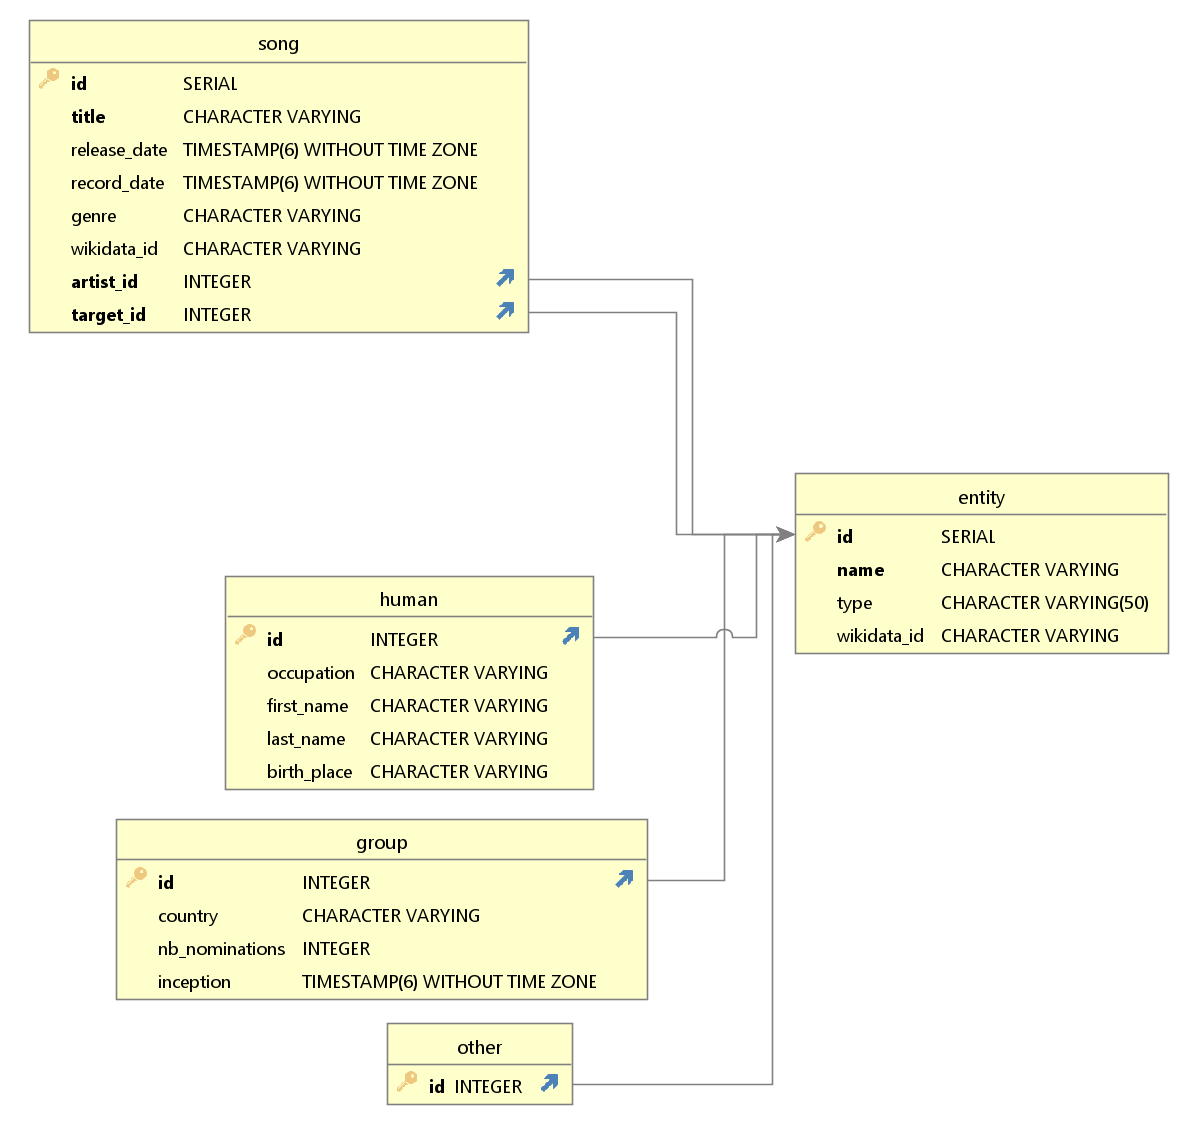 song
id SERIAL
title CHARACTER VARYING
release_date TIMESTAMP(6) WITHOUT TIME ZONE
record_date TIMESTAMP(6) WITHOUT TIME ZONE
genre CHARACTER VARYING
wikidata_id CHARACTER VARYING
artist_id INTEGER
target_id INTEGER
entity
id SERIAL
name CHARACTER VARYING
type CHARACTER VARYING(50)
wikidata_id CHARACTER VARYING
human
id INTEGER
occupation CHARACTER VARYING
first_name CHARACTER VARYING
last_name CHARACTER VARYING
birth_place CHARACTER VARYING
group
id INTEGER
country CHARACTER VARYING
nb_nominations INTEGER
inception TIMESTAMP(6) WITHOUT TIME ZONE
other
id INTEGER